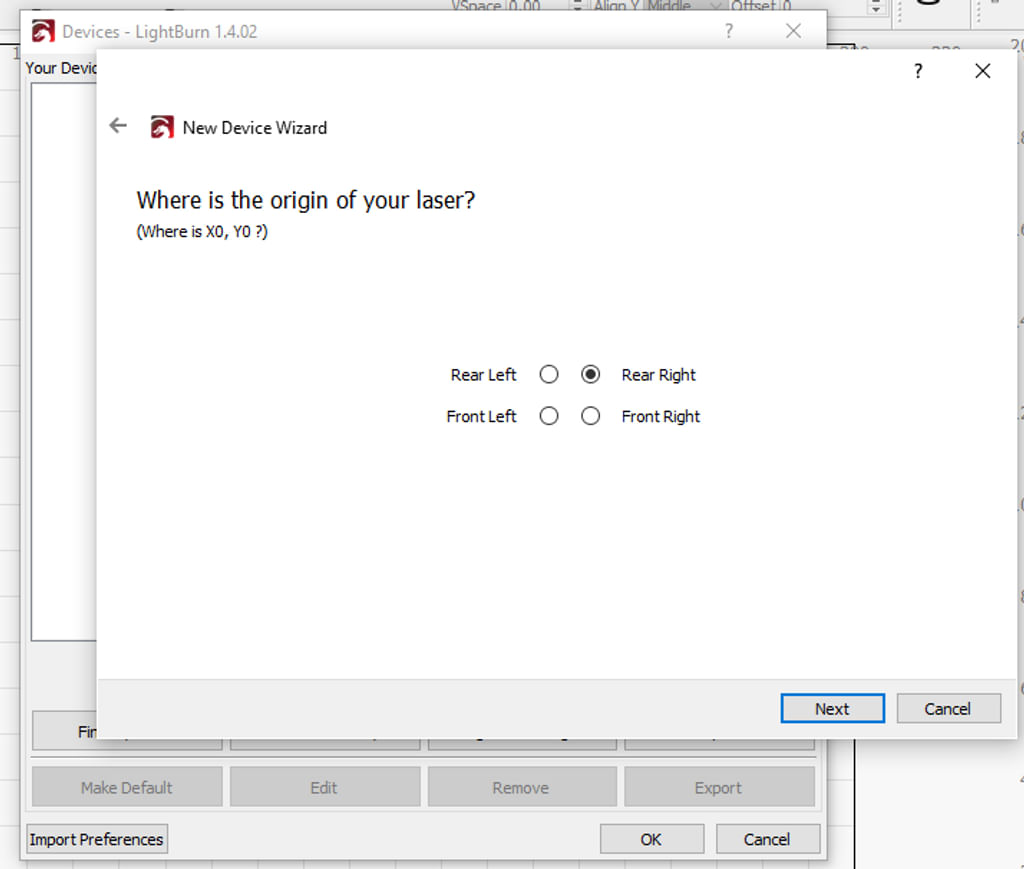 VSpace 0.00 Align Y Middle Offset 0
Devices - LightBurn 1.4.02
?
Your Devic
?
New Device Wizard
Where is the origin of your laser?
(Where is X0, Y0 ?)
Rear Left Rear Right
Front Left Front Right
Next Cancel
Make Default Edit Remove Export
Import Preferences OK Cancel